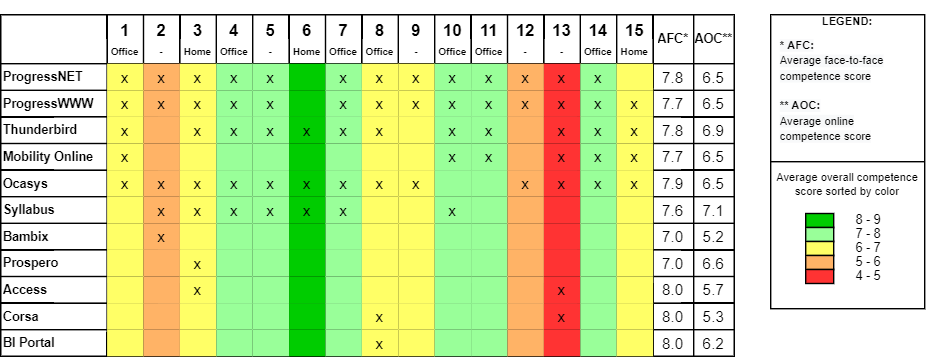 1 2 3 4 5 6 7 8 9 10 11 12 13 14 15 AFC* AOC**
Office - Home Office - Home Office Office - Office Office - - Office Home
ProgressNET x x x x x x x x x x x x x 7.8 6.5
ProgressWWW x x x x x x x x x x x x x x 7.7 6.5
Thunderbird x x x x x x x x x x x x 7.8 6.9
Mobility Online x x x x x x 7.7 6.5
Ocasys x x x x x x x x x x x x x 7.9 6.5
Syllabus x x x x x x x 7.6 7.1
Bambix x 7.0 5.2
Prospero x 7.0 6.6
Access x x 8.0 5.7
Corsa x x 8.0 5.3
BI Portal x 8.0 6.2
LEGEND:
* AFC:
Average face-to-face
competence score
** AOC:
Average online
competence score
Average overall competence
score sorted by color
8 - 9
7 - 8
6 - 7
5 - 6
4 - 5